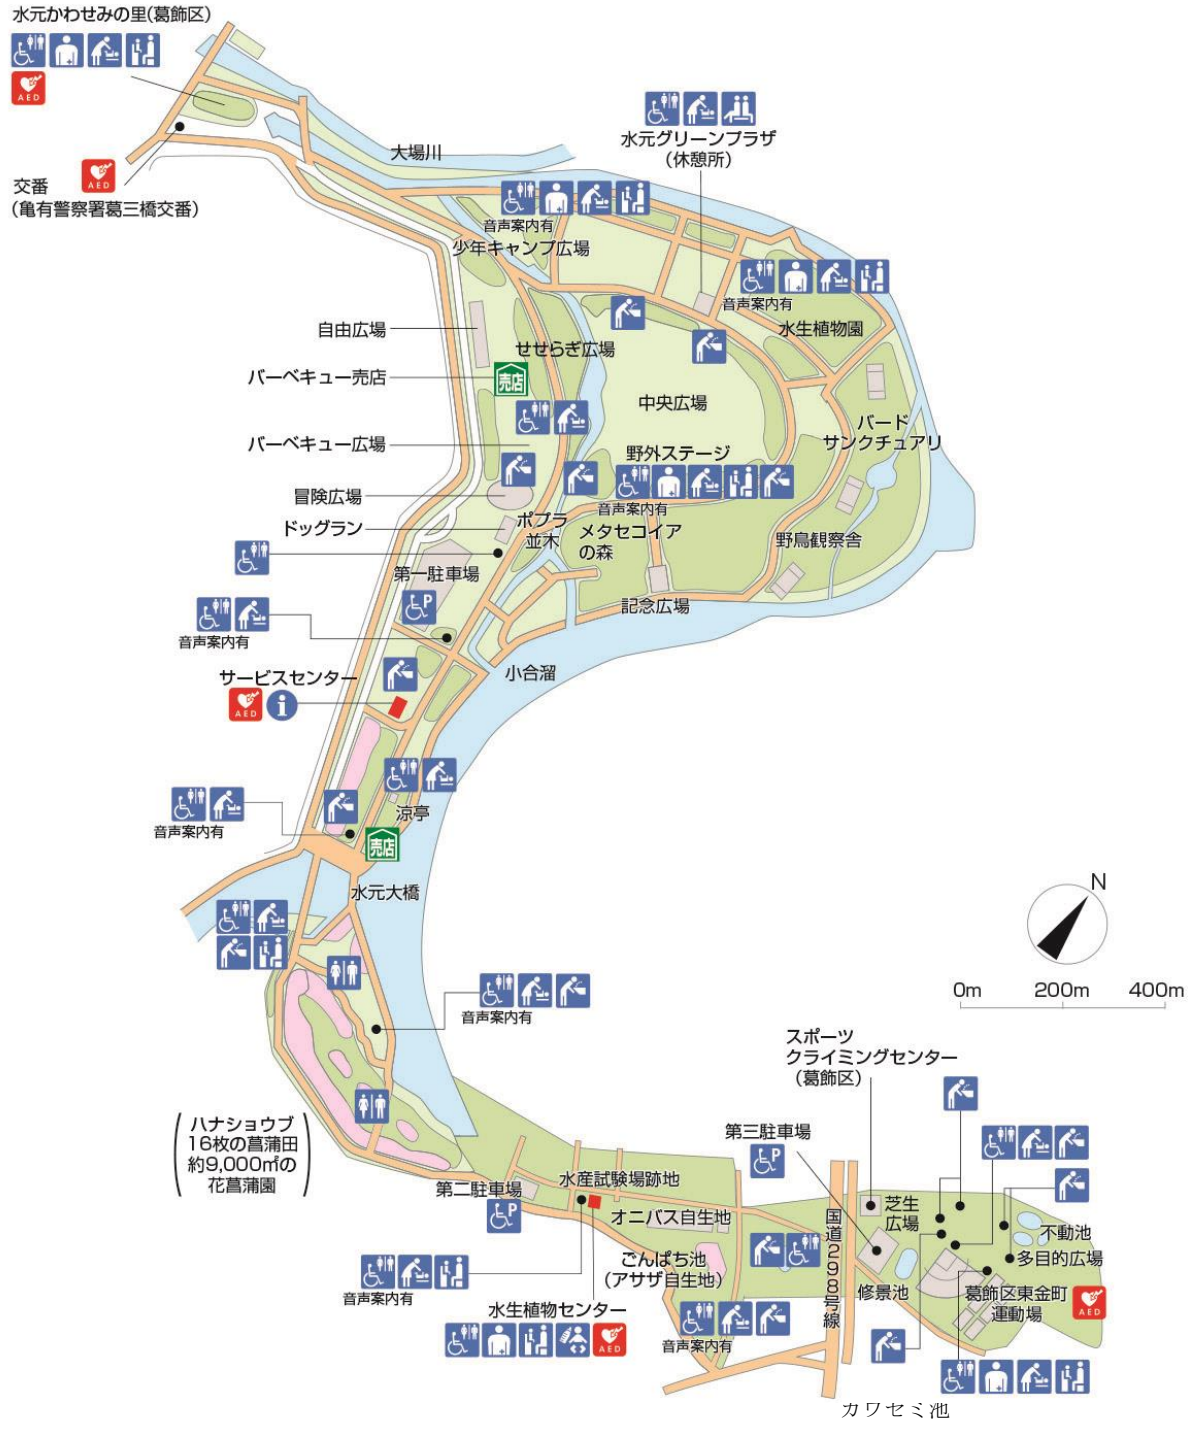 水元かわせみの里(葛飾区)
AED
交番
AED
(亀有警察署葛三橋交番)
大場川
水元グリーンプラザ
(休憩所)
音声案内有
少年キャンプ広場
音声案内有
水生植物園
自由広場
せせらぎ広場
バーベキュー売店
売店
中央広場
バード
サンクチュアリ
バーベキュー広場
野外ステージ
音声案内有
冒険広場
ドッグラン
ポプラ
並木
メタセコイア
の森
野鳥観察舎
第一駐車場
P
記念広場
音声案内有
サービスセンター
AED
i
小合溜
涼亭
音声案内有
売店
水元大橋
N
0m 200m 400m
音声案内有
スポーツ
クライミングセンター
(葛飾区)
ハナショウブ
16枚の菖蒲田
約9,000㎡の
花菖蒲園
第三駐車場
P
第二駐車場
P
水産試験場跡地
オニバス自生地
国道298号線
芝生
広場
不動池
多目的広場
ごんぱち池
(アサザ自生地)
修景池
葛飾区東金町
運動場
AED
音声案内有
水生植物センター
AED
音声案内有
カワセミ池